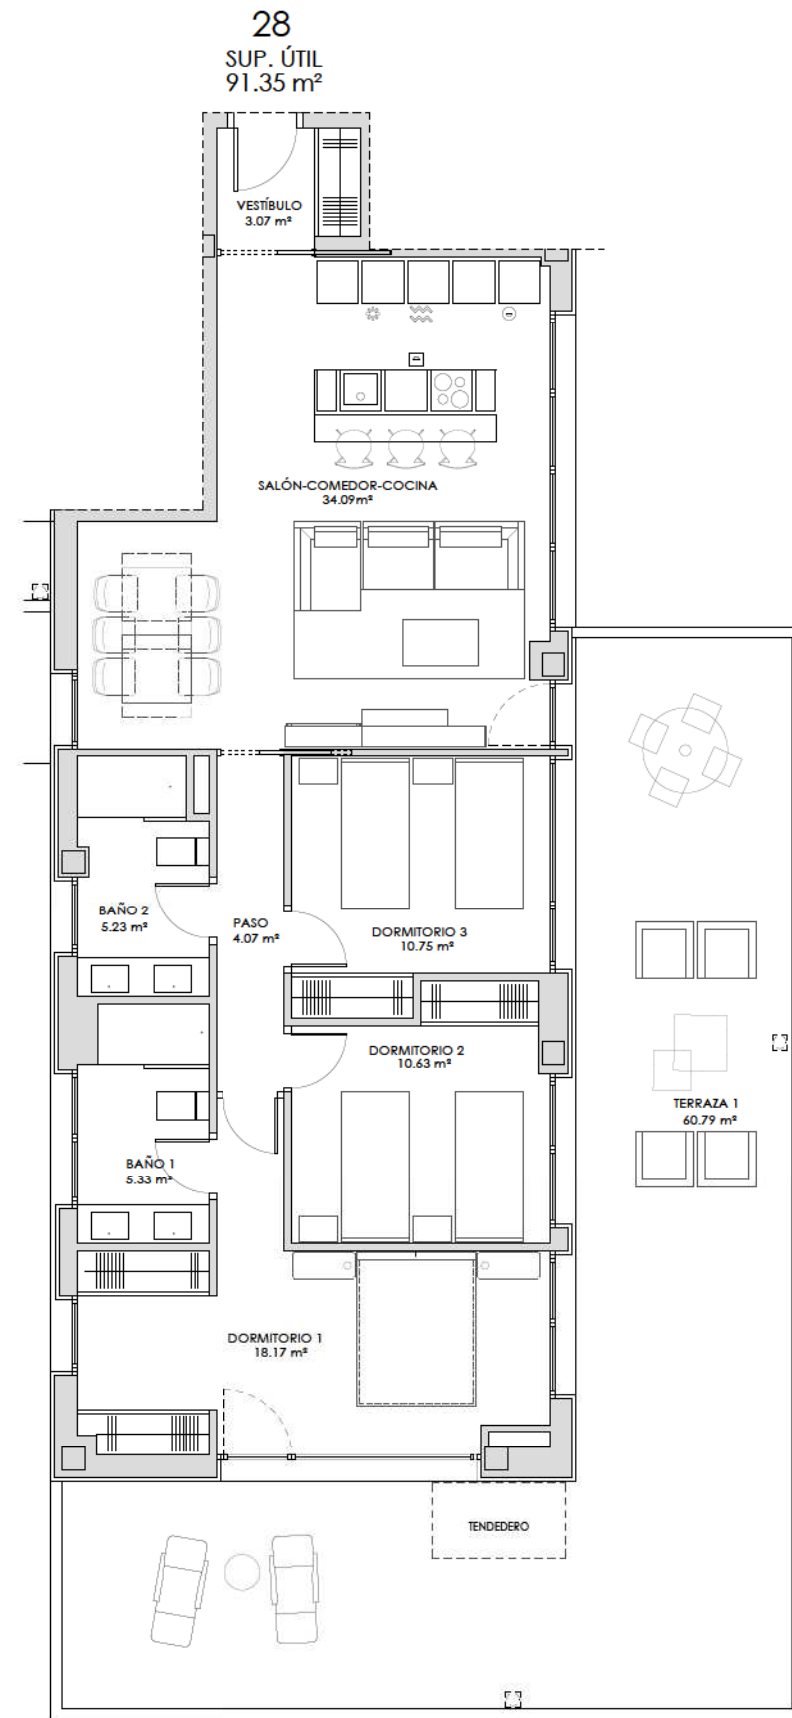 28
SUP. ÚTIL
91.35 m²
VESTÍBULO
3.07 m²
SALÓN-COMEDOR-COCINA
34.09m²
BAÑO 2
5.23 m²
PASO
4.07 m²
DORMITORIO 3
10.75 m²
DORMITORIO 2
10.63 m²
TERRAZA 1
60.79 m²
BAÑO 1
5.33 m²
DORMITORIO 1
18.17 m²
TENDEDERO